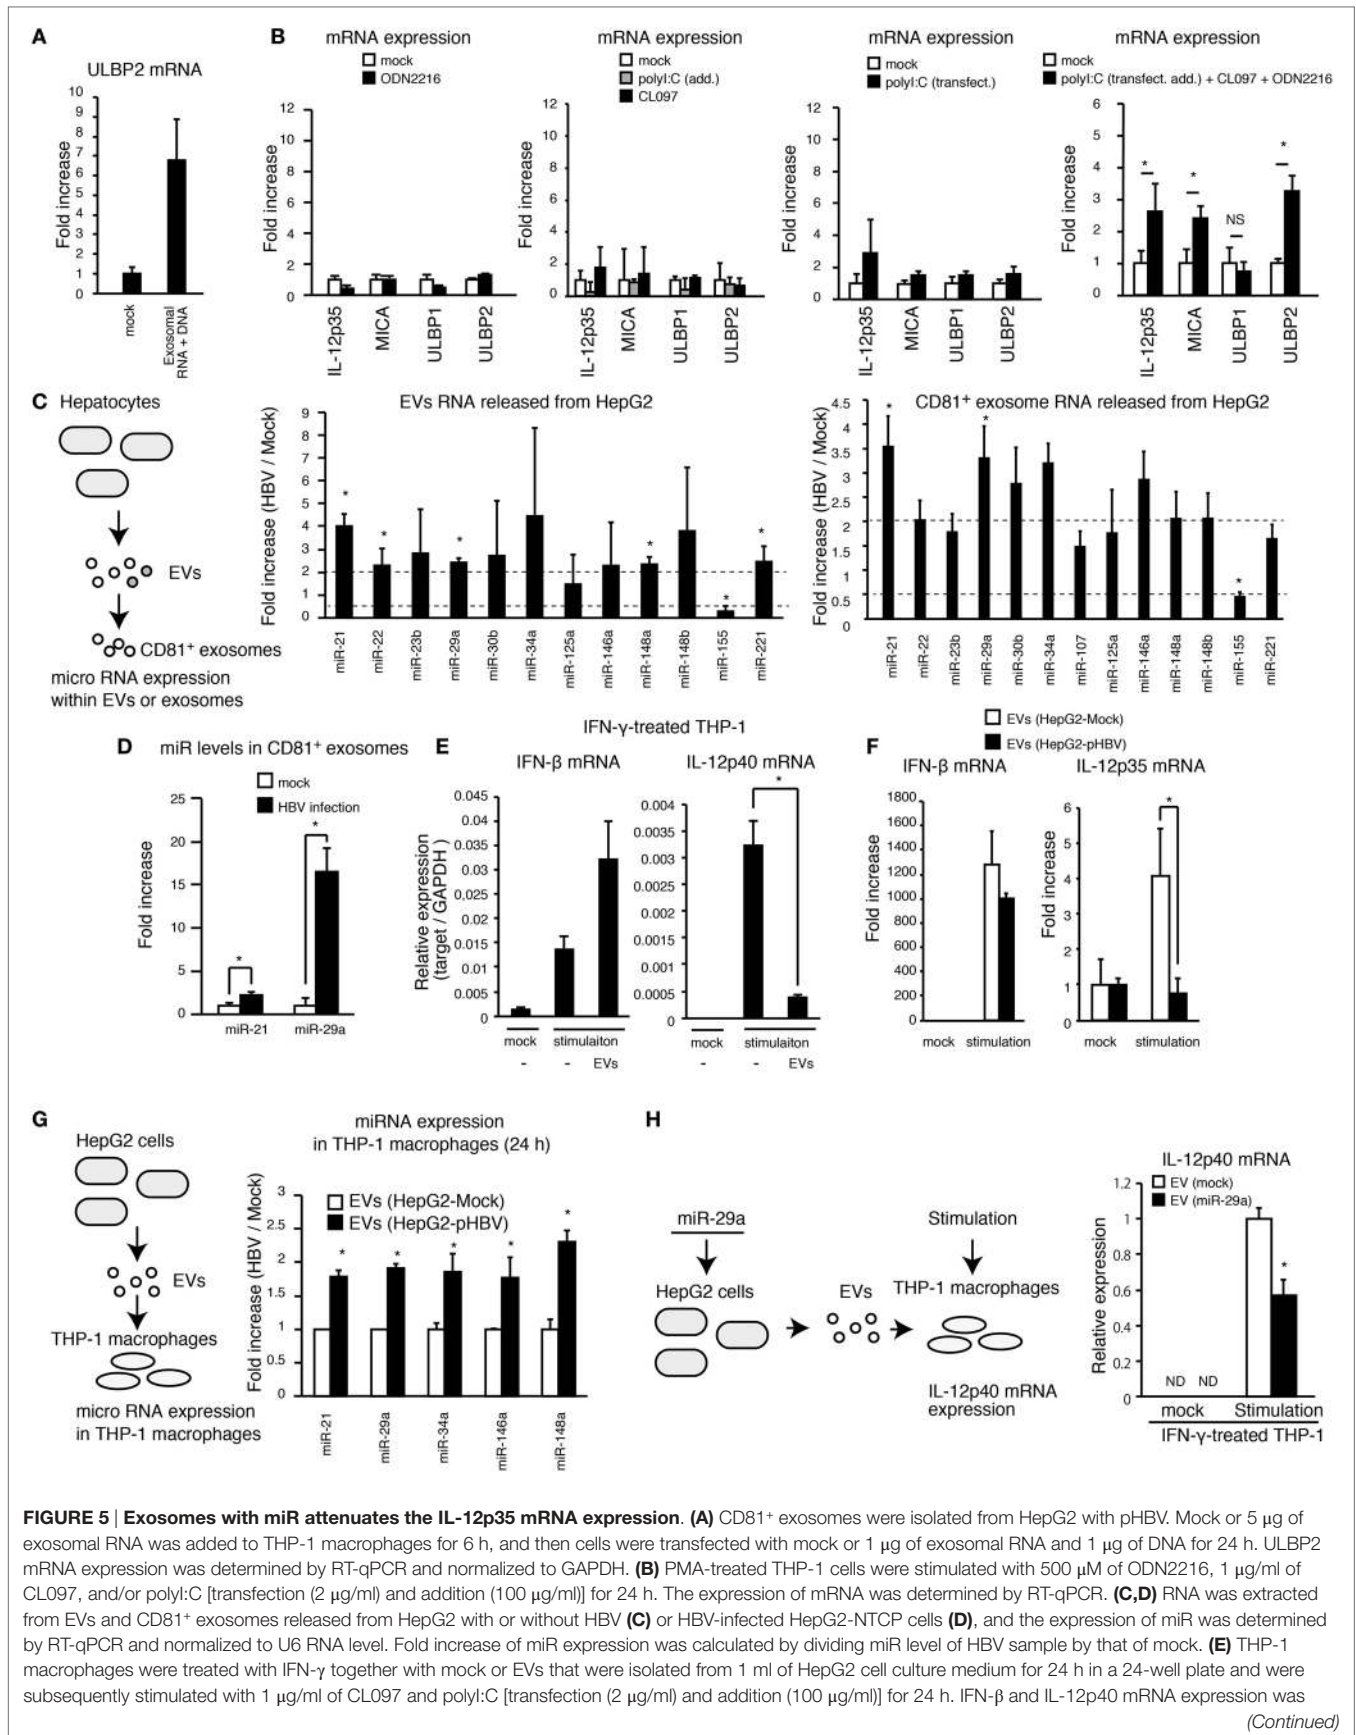 A
ULBP2 mRNA
Fold increase
10
9
8
7
6
5
4
3
2
1
0
mock
Exosomal
RNA + DNA
B
mRNA expression
mock
ODN2216
Fold increase
12
10
8
6
4
2
0
IL-12p35
MICA
ULBP1
ULBP2
mRNA expression
mock
polyI:C (add.)
CL097
Fold increase
12
10
8
6
4
2
0
IL-12p35
MICA
ULBP1
ULBP2
mRNA expression
mock
polyI:C (transfect.)
Fold increase
12
10
8
6
4
2
0
IL-12p35
MICA
ULBP1
ULBP2
mRNA expression
mock
polyI:C (transfect. add.) + CL097 + ODN2216
Fold increase
6
5
4
3
2
1
0
* * NS *
IL-12p35
MICA
ULBP1
ULBP2
C Hepatocytes
EVs
CD81+ exosomes
micro RNA expression
within EVs or exosomes
EVs RNA released from HepG2
Fold increase (HBV / Mock)
9
8
7
6
5
4
3
2
1
0
* * * * * *
miR-21
miR-22
miR-23b
miR-29a
miR-30b
miR-34a
miR-125a
miR-146a
miR-148a
miR-148b
miR-155
miR-221
CD81+ exosome RNA released from HepG2
Fold increase (HBV / Mock)
4.5
4
3.5
3
2.5
2
1.5
1
0.5
0
* * *
miR-21
miR-22
miR-23b
miR-29a
miR-30b
miR-34a
miR-107
miR-125a
miR-146a
miR-148a
miR-148b
miR-155
miR-221
D miR levels in CD81+ exosomes
mock
HBV infection
Fold increase
25
20
15
10
5
0
* *
miR-21 miR-29a
E
IFN-γ-treated THP-1
IFN-β mRNA
Relative expression
(target / GAPDH )
0.045
0.04
0.035
0.03
0.025
0.02
0.015
0.01
0.005
0
mock stimulaiton
- - EVs
IL-12p40 mRNA
0.004
0.0035
0.003
0.0025
0.002
0.0015
0.001
0.0005
0
*
mock stimulaiton
- - EVs
EVs (HepG2-Mock)
EVs (HepG2-pHBV)
F
IFN-β mRNA
Fold increase
1800
1600
1400
1200
1000
800
600
400
200
0
mock stimulation
IL-12p35 mRNA
Fold increase
6
5
4
3
2
1
0
*
mock stimulation
G
HepG2 cells
EVs
THP-1 macrophages
micro RNA expression
in THP-1 macrophages
miRNA expression
in THP-1 macrophages (24 h)
EVs (HepG2-Mock)
EVs (HepG2-pHBV)
Fold increase (HBV / Mock)
3
2.5
2
1.5
1
0.5
0
* * * * *
miR-21
miR-29a
miR-34a
miR-146a
miR-148a
H
miR-29a
HepG2 cells
EVs
Stimulation
THP-1 macrophages
IL-12p40 mRNA
expression
IL-12p40 mRNA
EV (mock)
EV (miR-29a)
Relative expression
1.2
1
0.8
0.6
0.4
0.2
0
ND ND
*
mock Stimulation
IFN-γ-treated THP-1
FIGURE 5 | Exosomes with miR attenuates the IL-12p35 mRNA expression. (A) CD81+ exosomes were isolated from HepG2 with pHBV. Mock or 5 μg of
exosomal RNA was added to THP-1 macrophages for 6 h, and then cells were transfected with mock or 1 μg of exosomal RNA and 1 μg of DNA for 24 h. ULBP2
mRNA expression was determined by RT-qPCR and normalized to GAPDH. (B) PMA-treated THP-1 cells were stimulated with 500 μM of ODN2216, 1 μg/ml of
CL097, and/or polyI:C [transfection (2 μg/ml) and addition (100 μg/ml)] for 24 h. The expression of mRNA was determined by RT-qPCR. (C,D) RNA was extracted
from EVs and CD81+ exosomes released from HepG2 with or without HBV (C) or HBV-infected HepG2-NTCP cells (D), and the expression of miR was determined
by RT-qPCR and normalized to U6 RNA level. Fold increase of miR expression was calculated by dividing miR level of HBV sample by that of mock. (E) THP-1
macrophages were treated with IFN-γ together with mock or EVs that were isolated from 1 ml of HepG2 cell culture medium for 24 h in a 24-well plate and were
subsequently stimulated with 1 μg/ml of CL097 and polyI:C [transfection (2 μg/ml) and addition (100 μg/ml)] for 24 h. IFN-β and IL-12p40 mRNA expression was
(Continued)